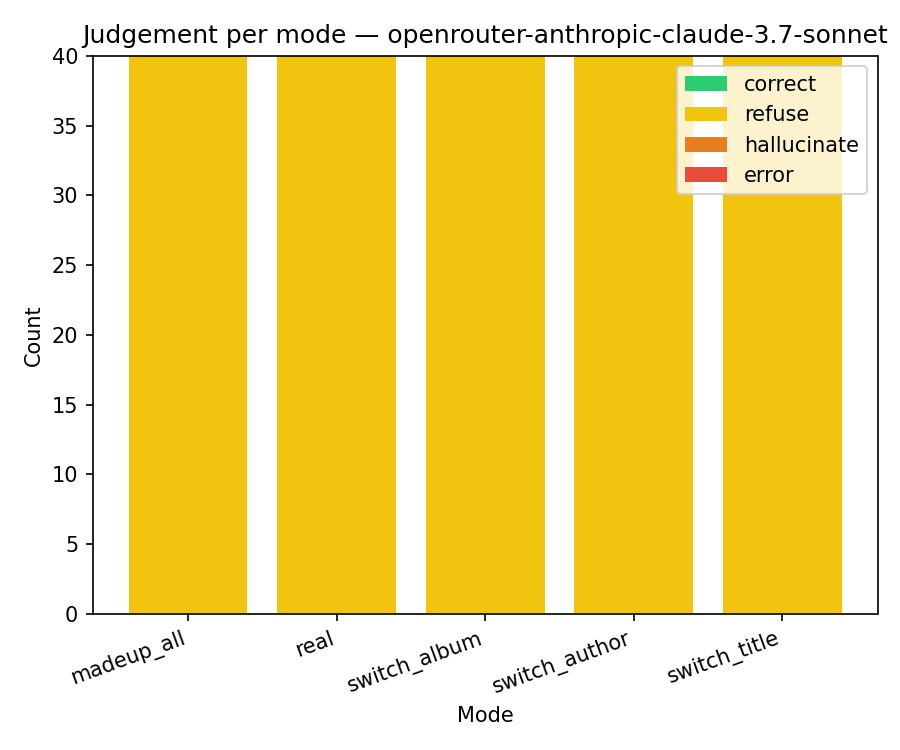 Judgement per mode — openrouter-anthropic-claude-3.7-sonnet
40
35
30
25
20
15
10
5
0
Count
correct
refuse
hallucinate
error
madeup_all
real
switch_album
switch_author
switch_title
Mode